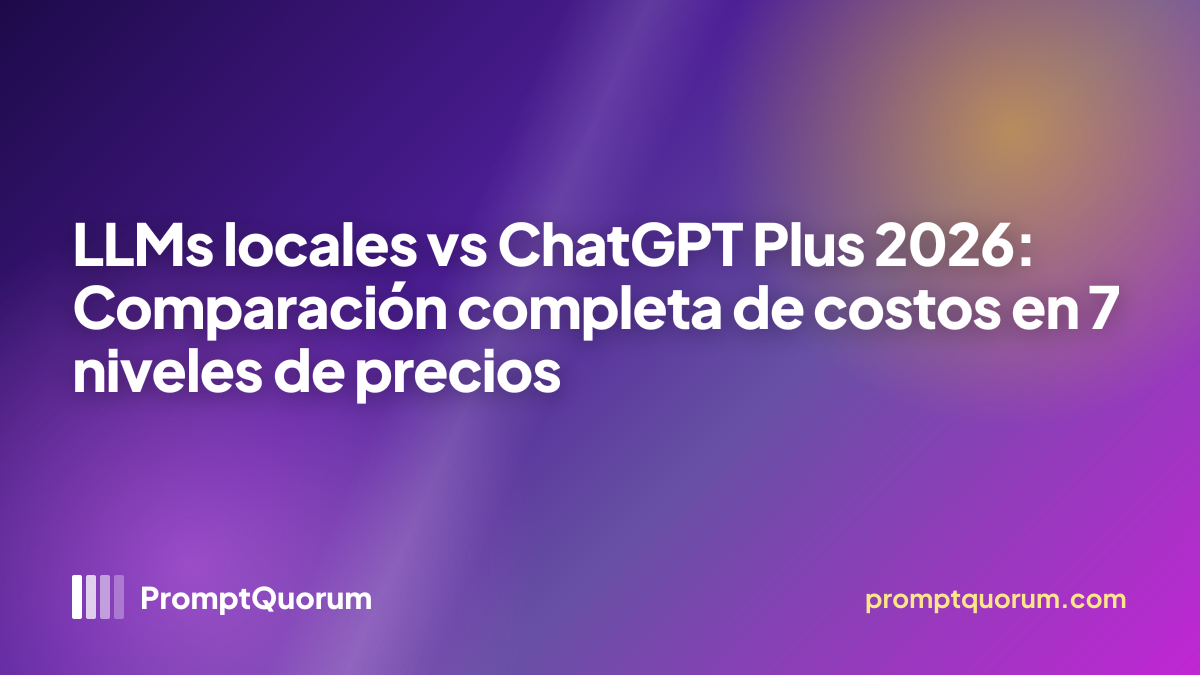 LLMs locales vs ChatGPT Plus 2026:
Comparación completa de costos en 7
niveles de precios
PromptQuorum
promptquorum.com